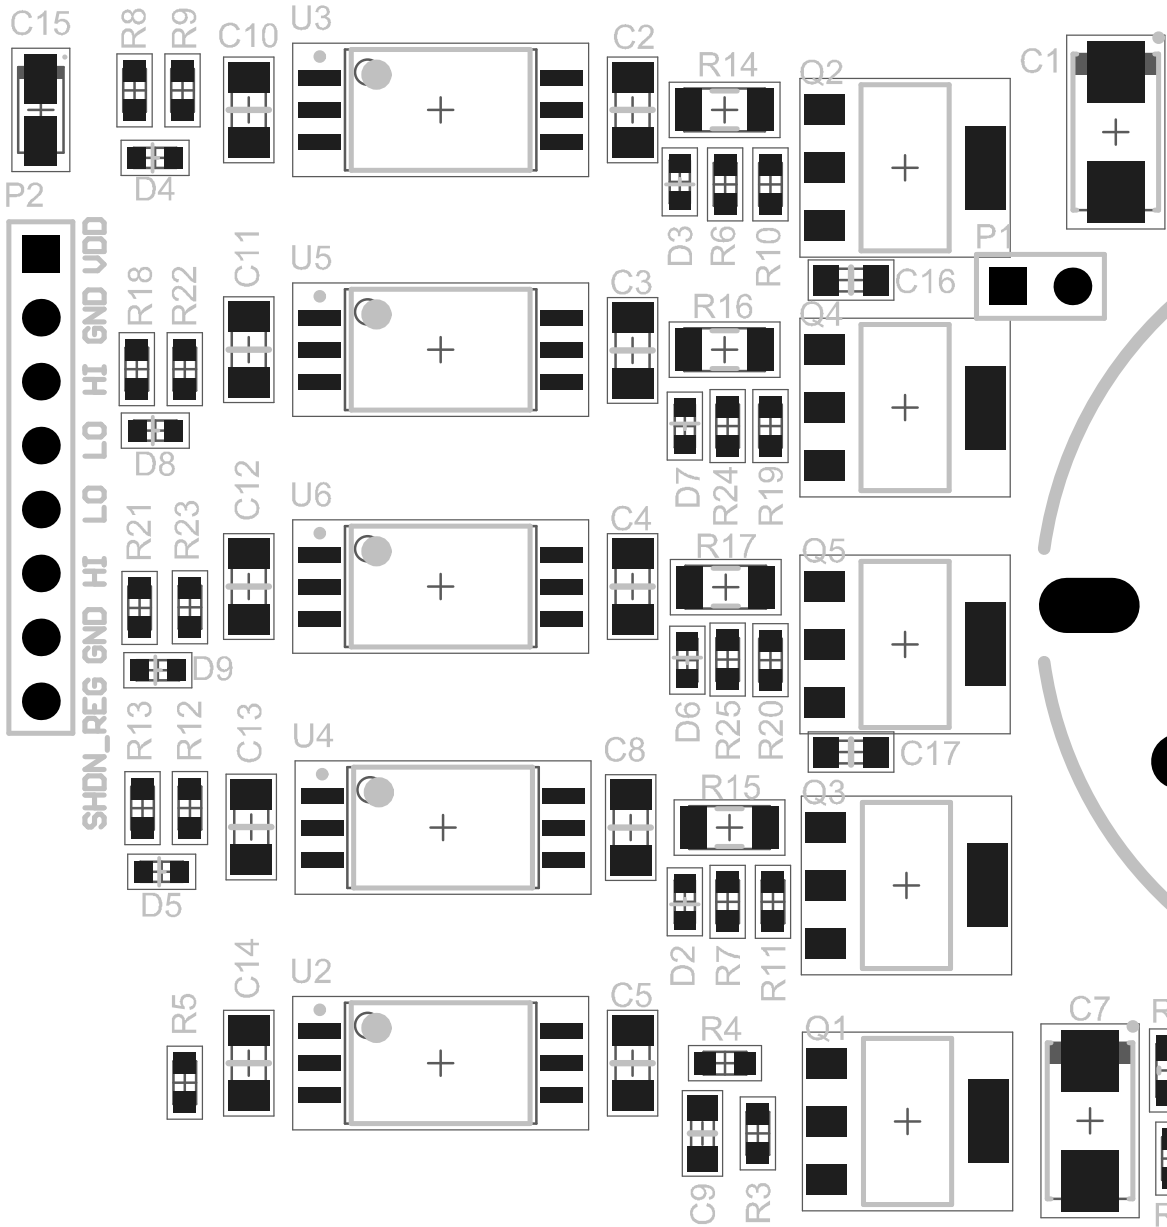 C15
R8
R9
C10
U3
C2
R14
Q2
C1
D4
P2
D3
R6
R10
P1
VDD
GND
HI
LO
LO
HI
GND
SHDN_REG
R18
R22
C11
U5
C3
R16
C16
Q4
D8
D7
R24
R19
R21
R23
C12
U6
C4
R17
Q5
D9
D6
R25
R20
R13
R12
C13
U4
C8
R15
C17
Q3
D5
D2
R7
R11
R5
C14
U2
C5
R4
Q1
C7
C9
R3